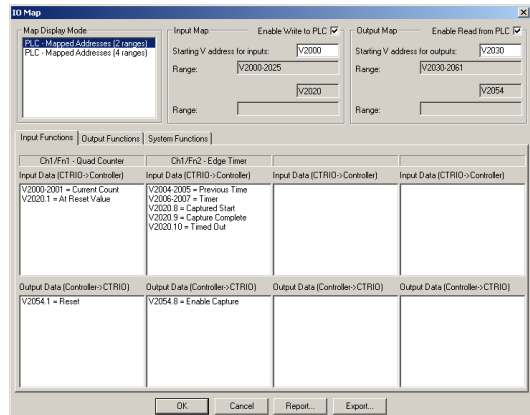 IO Map
Map Display Mode
PLC - Mapped Addresses (2 ranges)
PLC - Mapped Addresses (4 ranges)
Input Map
Enable Write to PLC
Starting V address for inputs:
V2000
Range:
V2000-2025
V2020
Range:
Output Map
Enable Read from PLC
Starting V address for outputs:
V2030
Range:
V2030-2061
V2054
Range:
Input Functions
Output Functions
System Functions
Ch1/Fn1 - Quad Counter
Ch1/Fn2 - Edge Timer
Input Data (CTRIO->Controller)
Input Data (CTRIO->Controller)
Input Data (CTRIO->Controller)
Input Data (CTRIO->Controller)
V2000-2001 = Current Count
V2020.1 = At Reset Value
V2004-2005 = Previous Time
V2006-2007 = Timer
V2020.8 = Captured Start
V2020.9 = Capture Complete
V2020.10 = Timed Out
Output Data (Controller->CTRIO)
Output Data (Controller->CTRIO)
Output Data (Controller->CTRIO)
Output Data (Controller->CTRIO)
V2054.1 = Reset
V2054.8 = Enable Capture
OK
Cancel
Report...
Export...